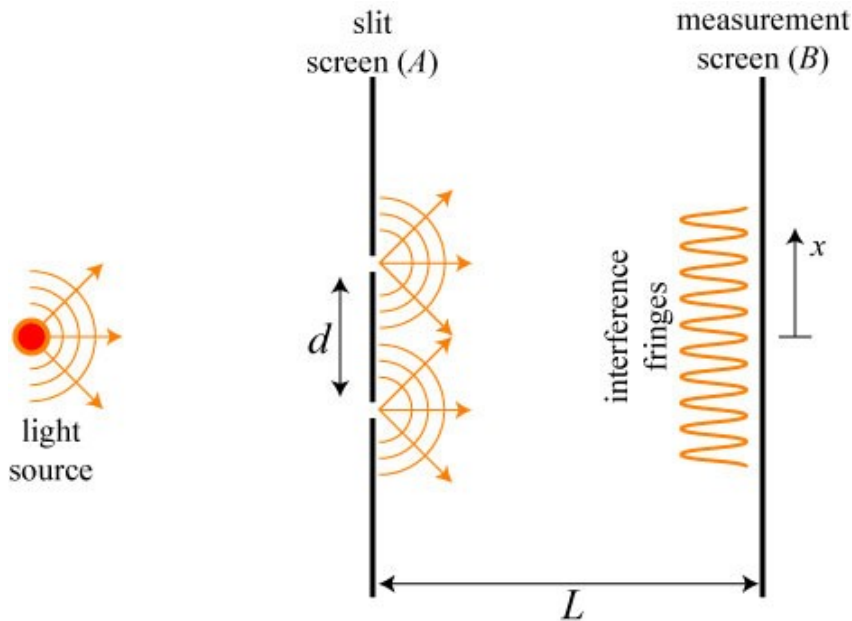 slit
screen (A)
measurement
screen (B)
light
source
d
interference
fringes
x
L